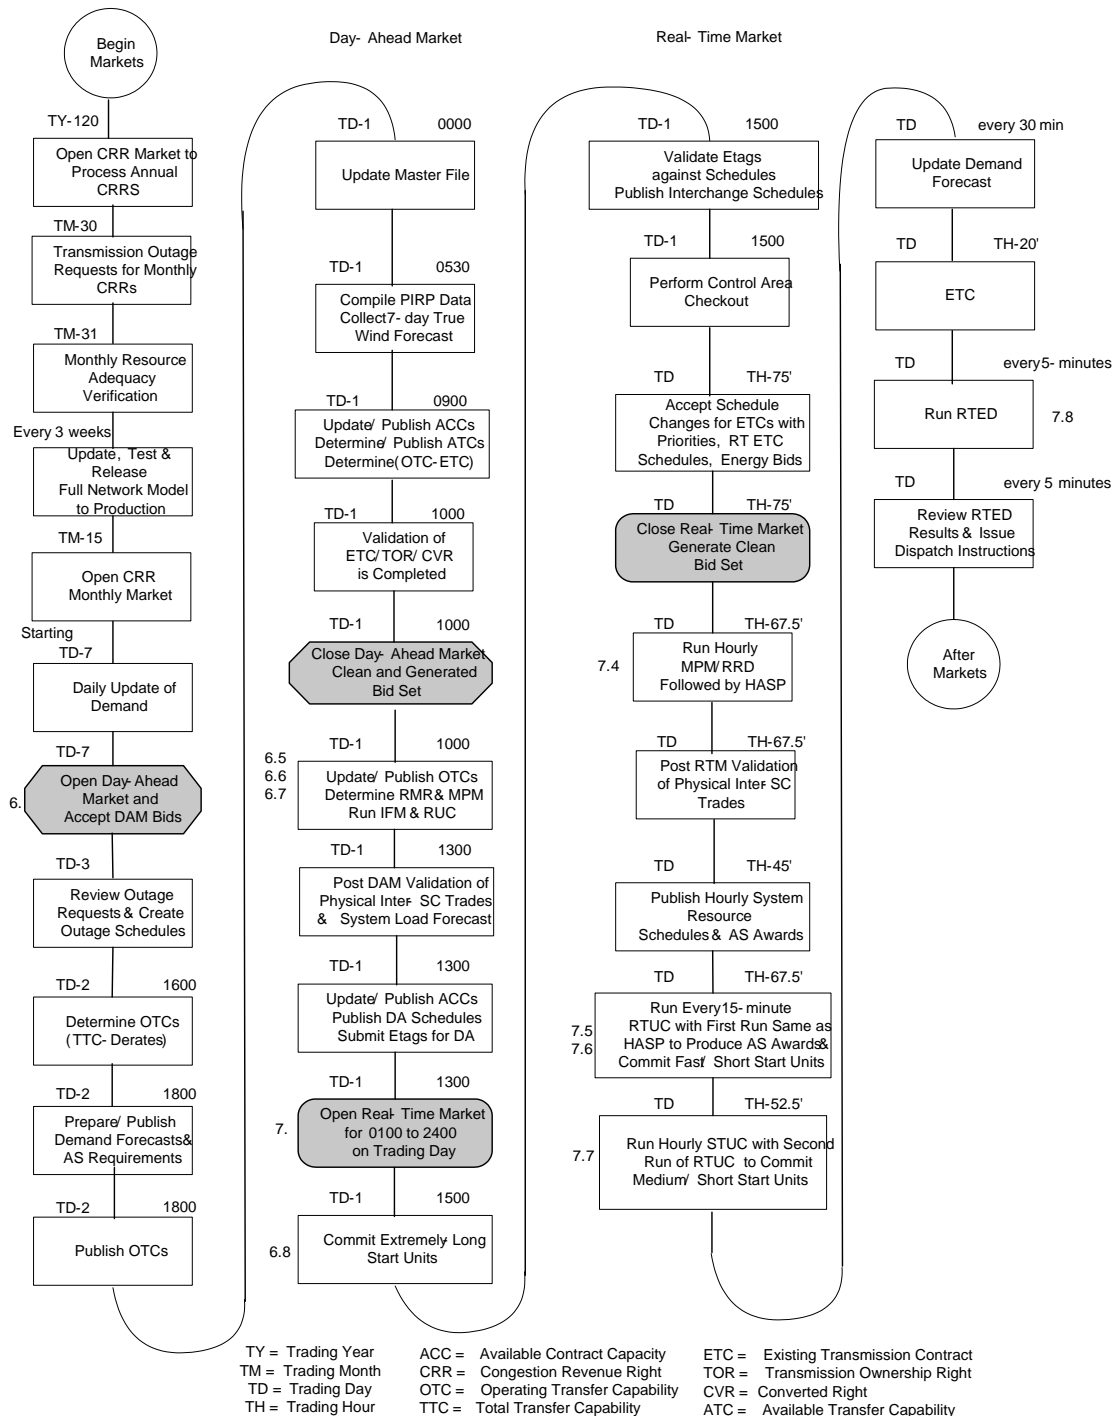 Day- Ahead Market
Real- Time Market
Begin
Markets
TY-120
Open CRR Market to
Process Annual
CRRS
TM-30
Transmission Outage
Requests for Monthly
CRRs
TM-31
Monthly Resource
Adequacy
Verification
Every 3 weeks
Update, Test &
Release
Full Network Model
to Production
TM-15
Open CRR
Monthly Market
Starting
TD-7
Daily Update of
Demand
TD-7
6.
Open Day-Ahead
Market and
Accept DAM Bids
TD-3
Review Outage
Requests & Create
Outage Schedules
TD-2 1600
Determine OTCs
(TTC-Derates)
TD-2 1800
Prepare/ Publish
Demand Forecasts&
AS Requirements
TD-2 1800
Publish OTCs
TD-1 0000
Update Master File
TD-1 0530
Compile PIRP Data
Collect7- day True
Wind Forecast
TD-1 0900
Update/ Publish ACCs
Determine/ Publish ATCs
Determine(OTC-ETC)
TD-1 1000
Validation of
ETC/TOR/ CVR
is Completed
TD-1 1000
Close Day- Ahead Market
Clean and Generated
Bid Set
TD-1 1000
6.5
6.6
6.7
Update/ Publish OTCs
Determine RMR& MPM
Run IFM & RUC
TD-1 1300
Post DAM Validation of
Physical Inter- SC Trades
& System Load Forecast
TD-1 1300
Update/ Publish ACCs
Publish DA Schedules
Submit Etags for DA
TD-1 1300
7.
Open Real- Time Market
for 0100 to 2400
on Trading Day
TD-1 1500
6.8
Commit Extremely-Long
Start Units
TD-1 1500
Validate Etags
against Schedules
Publish Interchange Schedules
TD-1 1500
Perform Control Area
Checkout
TD TH-75'
Accept Schedule
Changes for ETCs with
Priorities, RT ETC
Schedules, Energy Bids
TD TH-75'
Close Real- Time Market
Generate Clean
Bid Set
TD TH-67.5'
7.4
Run Hourly
MPM/RRD
Followed by HASP
TD TH-67.5'
Post RTM Validation
of Physical Inter- SC
Trades
TD TH-45'
Publish Hourly System
Resource
Schedules& AS Awards
TD TH-67.5'
7.5
7.6
Run Every15- minute
RTUC with First Run Same as
HASP to Produce AS Awards&
Commit Fast/ Short Start Units
TD TH-52.5'
7.7
Run Hourly STUC with Second
Run of RTUC to Commit
Medium/ Short Start Units
TD every 30 min
Update Demand
Forecast
TD TH-20'
ETC
TD every5- minutes
Run RTED
7.8
TD every 5 minutes
Review RTED
Results & Issue
Dispatch Instructions
After
Markets
TY = Trading Year
TM = Trading Month
TD = Trading Day
TH = Trading Hour
ACC = Available Contract Capacity
CRR = Congestion Revenue Right
OTC = Operating Transfer Capability
TTC = Total Transfer Capability
ETC = Existing Transmission Contract
TOR = Transmission Ownership Right
CVR = Converted Right
ATC = Available Transfer Capability